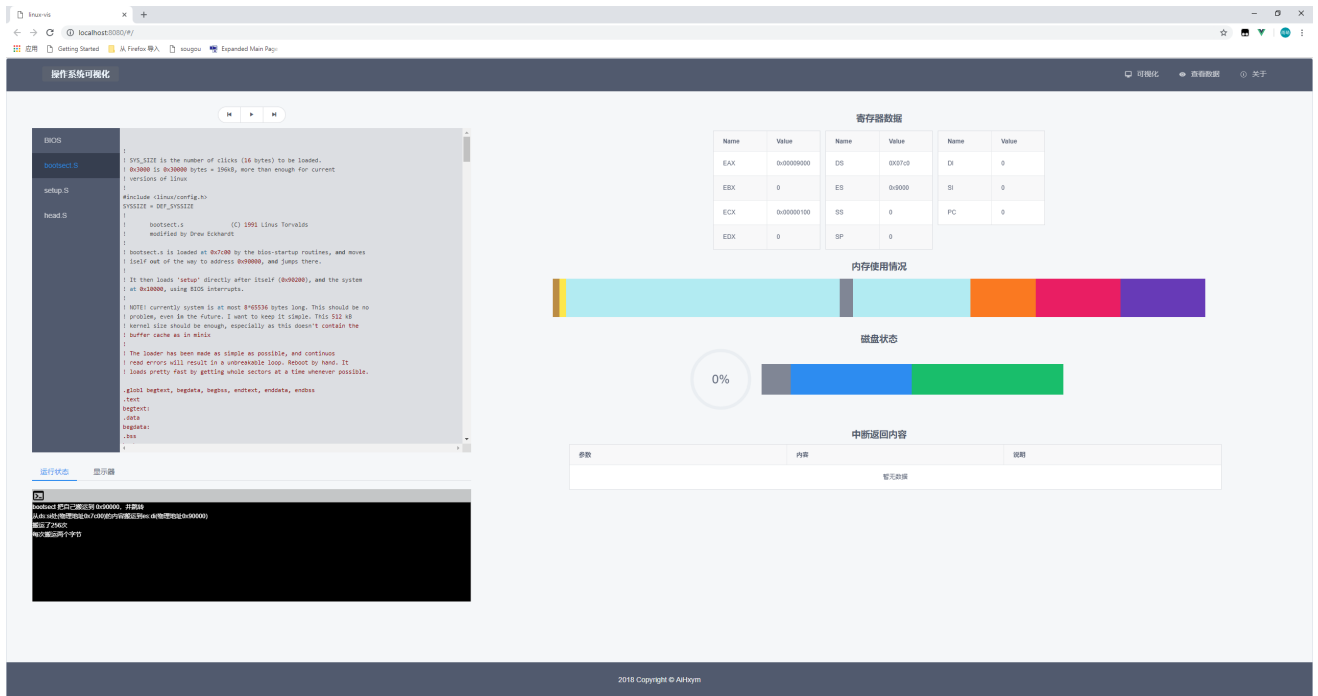 linux-vis
localhost:8080/#/
应用 Getting Started 从 Firefox 导入 sougou Expanded Main Page
操作系统可视化 可视化 查看数据 关于
BIOS
bootsect.S
setup.S
head.S
!
! SYS_SIZE is the number of clicks (16 bytes) to be loaded.
! 0x3000 is 0x30000 bytes = 196kB, more than enough for current
! versions of linux
!
#include <linux/config.h>
SYSSIZE = DEF_SYSSIZE
!
! bootsect.s (C) 1991 Linus Torvalds
! modified by Drew Eckhardt
!
! bootsect.s is loaded at 0x7c00 by the bios-startup routines, and moves
! iself out of the way to address 0x90000, and jumps there.
!
! It then loads 'setup' directly after itself (0x90200), and the system
! at 0x10000, using BIOS interrupts.
!
! NOTE! currently system is at most 8*65536 bytes long. This should be no
! problem, even in the future. I want to keep it simple. This 512 kB
! kernel size should be enough, especially as this doesn't contain the
! buffer cache as in minix
!
! The loader has been made as simple as possible, and continuos
! read errors will result in a unbreakable loop. Reboot by hand. It
! loads pretty fast by getting whole sectors at a time whenever possible.
.globl begtext, begdata, begbss, endtext, enddata, endbss
.text
begtext:
.data
begdata:
.bss
运行状态 显示器
bootsect 把自己搬运到 0x90000，并跳转
从ds:si处(物理地址0x7c00)的内容搬运到es:di(物理地址0x90000)
搬运了256次
每次搬运两个字节
寄存器数据
Name Value Name Value Name Value
EAX 0x00009000 DS 0X07c0 DI 0
EBX 0 ES 0x9000 SI 0
ECX 0x00000100 SS 0 PC 0
EDX 0 SP 0
内存使用情况
磁盘状态
0%
中断返回内容
参数 内容 说明
暂无数据
2018 Copyright © AiHxym